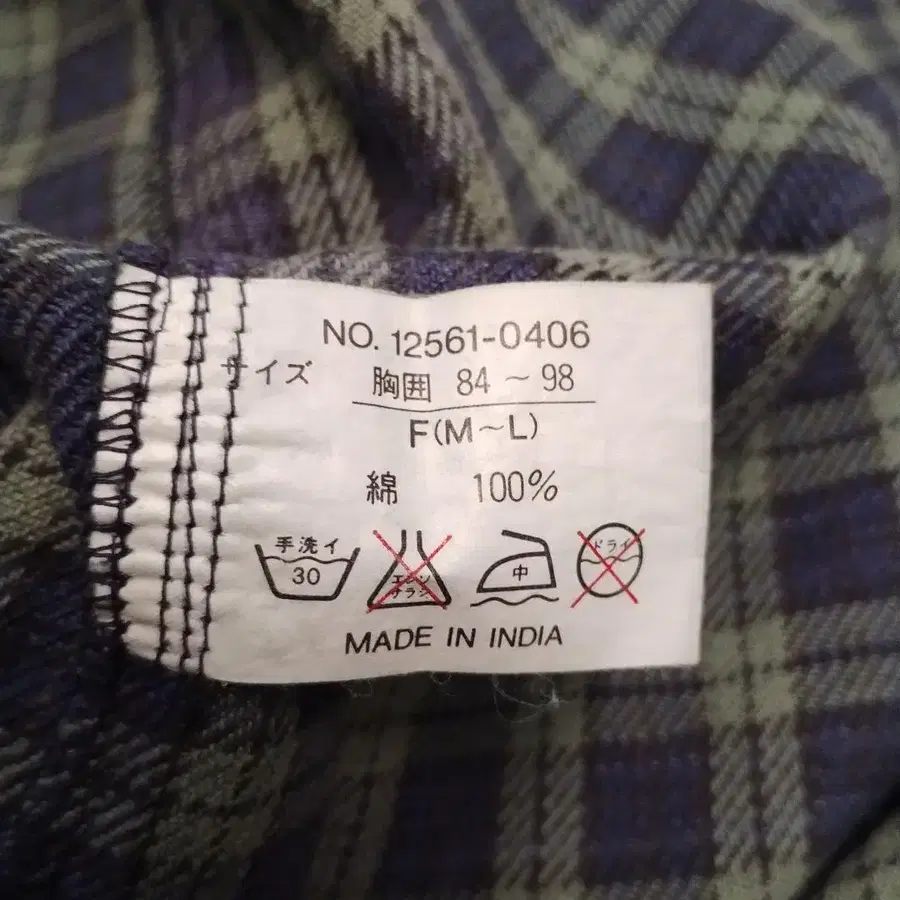 NO. 12561-0406
サイズ 胸囲 84～98
F(M～L)
綿 100%
手洗イ
30
エンソ
サラシ
中
ドライ
MADE IN INDIA